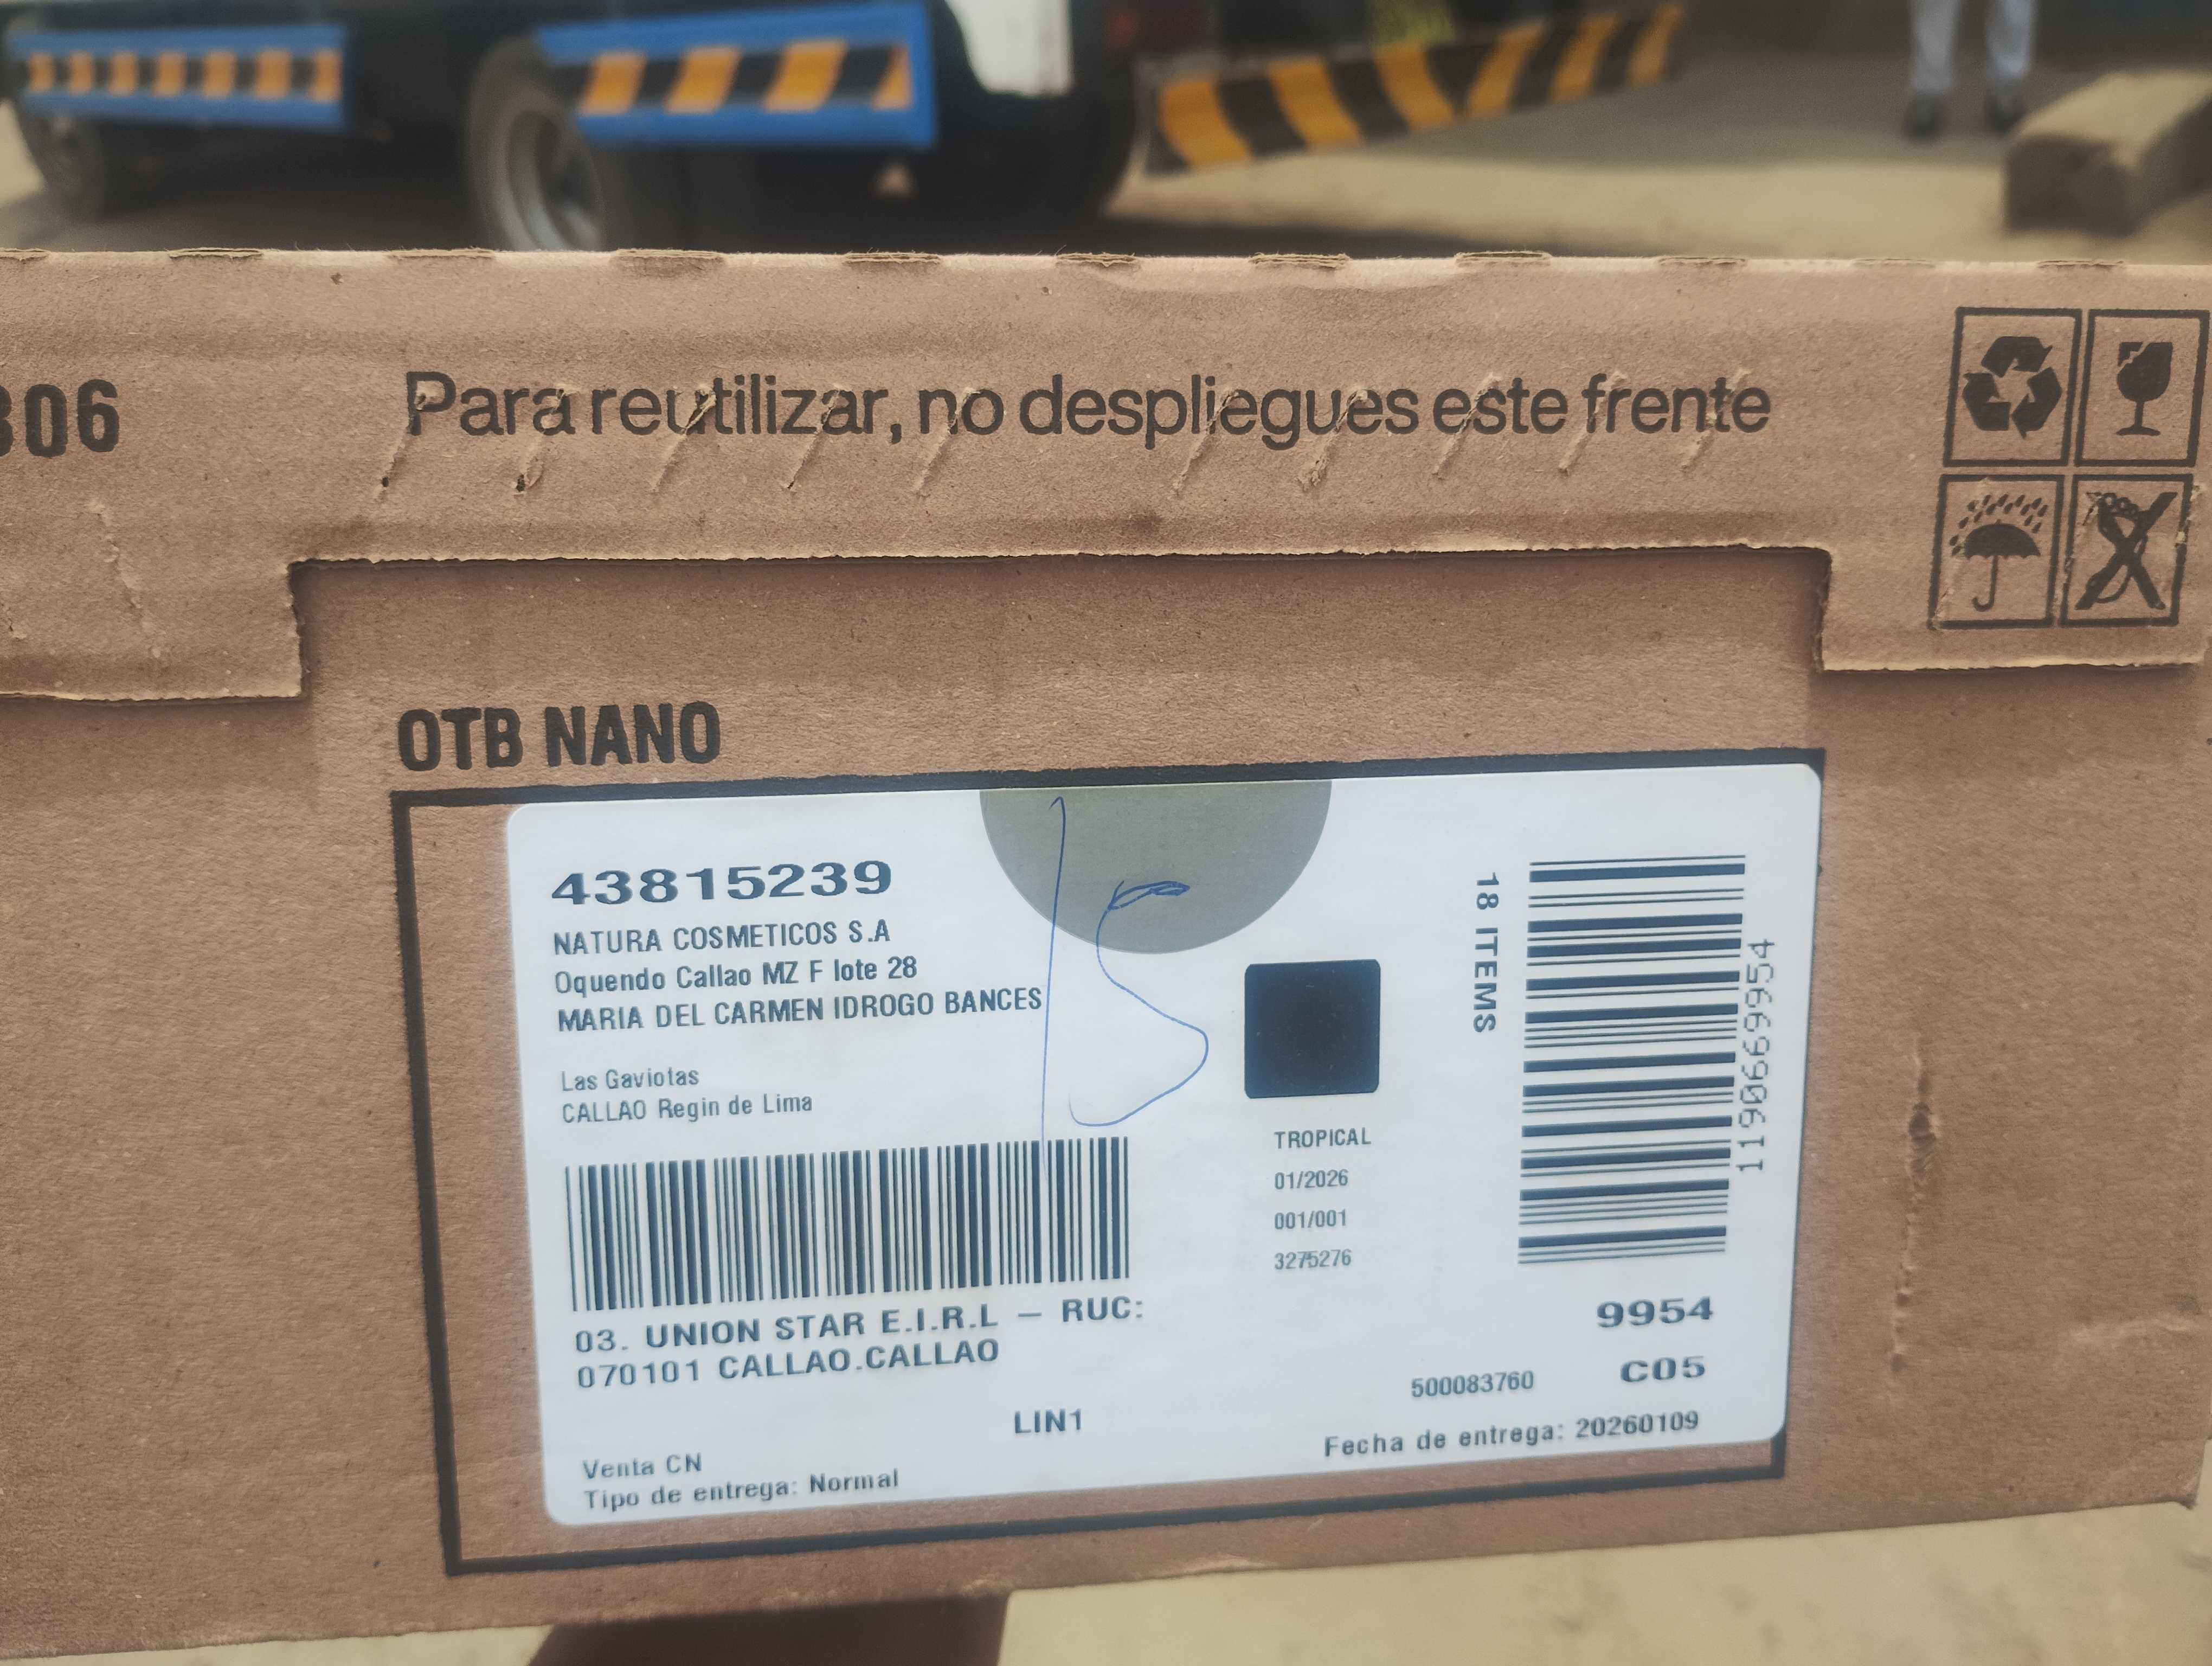 306
Para reutilizar, no despliegues este frente
OTB NANO
43815239
NATURA COSMETICOS S.A
Oquendo Callao MZ F lote 28
MARIA DEL CARMEN IDROGO BANCES
Las Gaviotas
CALLAO Regin de Lima
03. UNION STAR E.I.R.L – RUC:
070101 CALLAO.CALLAO
LIN1
Venta CN
Tipo de entrega: Normal
15
TROPICAL
01/2026
001/001
3275276
18 ITEMS
1190669954
9954
500083760 C05
Fecha de entrega: 20260109